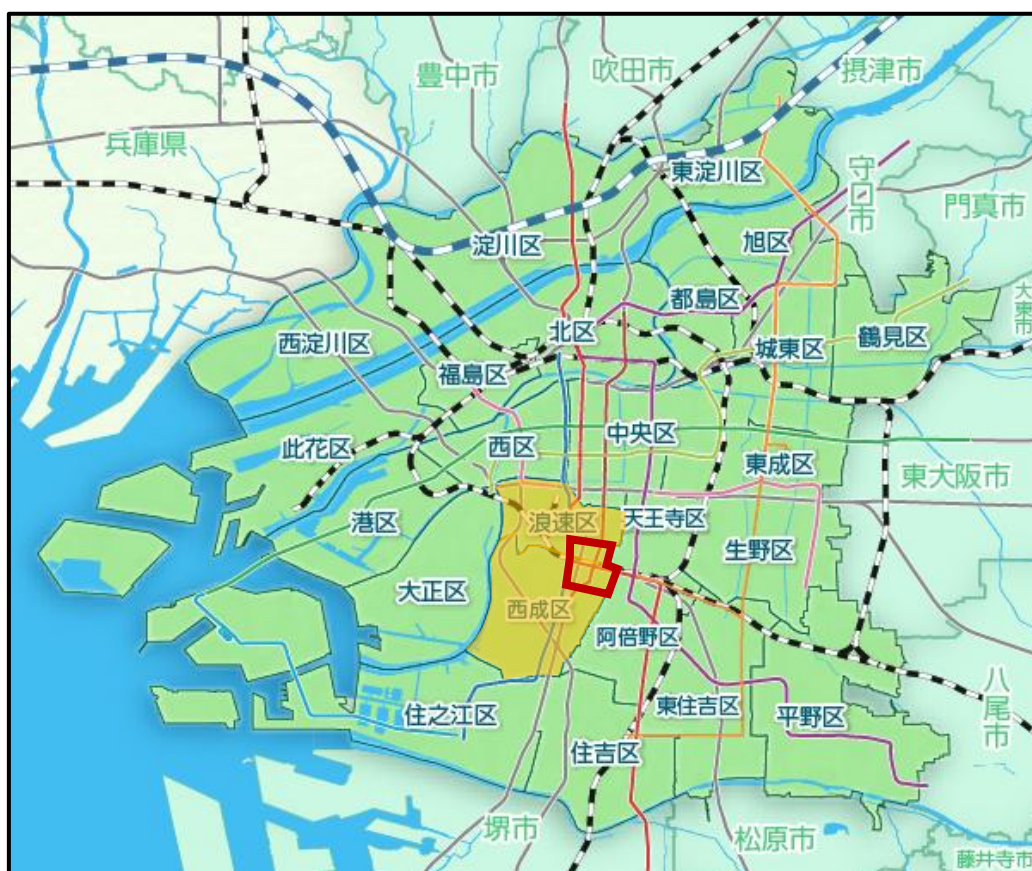 豊中市
吹田市
摂津市
兵庫県
東淀川区
守口市
門真市
淀川区
旭区
大東市
都島区
北区
西淀川区
城東区
鶴見区
福島区
此花区
西区
中央区
東成区
東大阪市
港区
浪速区
天王寺区
生野区
大正区
西成区
阿倍野区
住之江区
東住吉区
平野区
八尾市
住吉区
堺市
松原市
藤井寺市